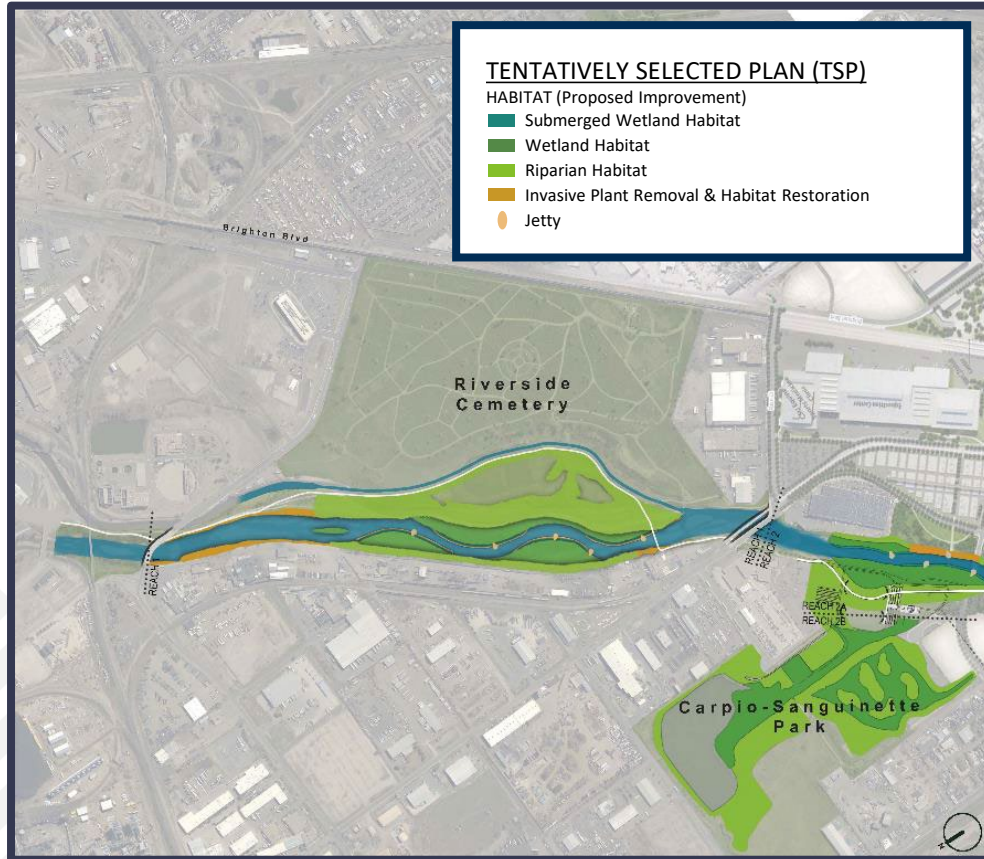 TENTATIVELY SELECTED PLAN (TSP)
HABITAT (Proposed Improvement)
Submerged Wetland Habitat
Wetland Habitat
Riparian Habitat
Invasive Plant Removal & Habitat Restoration
Jetty
Brighton Blvd
Riverside
Cemetery
REACH 1
REACH 2
REACH
REACH 2A
REACH 2B
Carpio-Sanguinette
Park